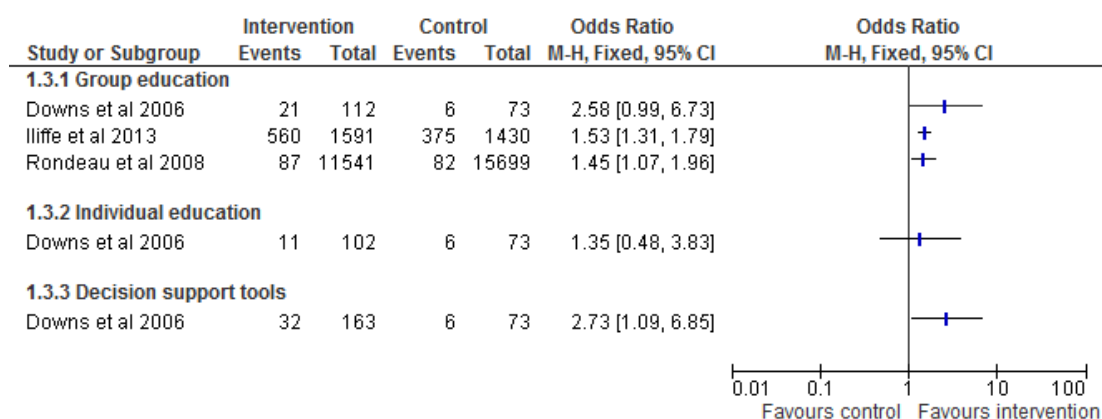 Intervention Control Odds Ratio Odds Ratio
Study or Subgroup Events Total Events Total M-H, Fixed, 95% CI M-H, Fixed, 95% CI
1.3.1 Group education
Downs et al 2006 21 112 6 73 2.58 [0.99, 6.73]
Iliffe et al 2013 560 1591 375 1430 1.53 [1.31, 1.79]
Rondeau et al 2008 87 11541 82 15699 1.45 [1.07, 1.96]
1.3.2 Individual education
Downs et al 2006 11 102 6 73 1.35 [0.48, 3.83]
1.3.3 Decision support tools
Downs et al 2006 32 163 6 73 2.73 [1.09, 6.85]
0.01 0.1 1 10 100
Favours control Favours intervention